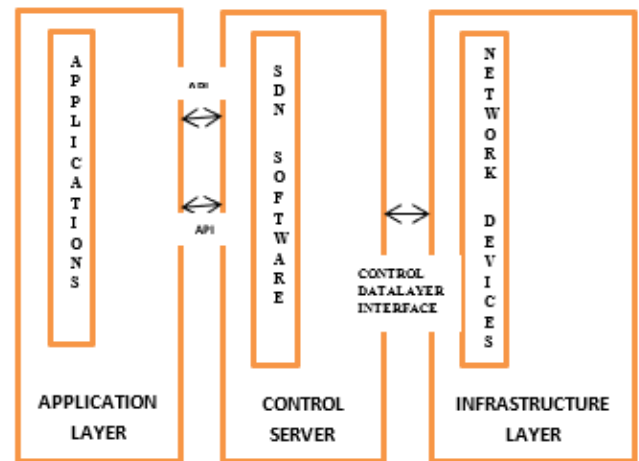 APPLICATIONS
API
SDN SOFTWARE
NETWORK DEVICES
CONTROL
DATALAYER
INTERFACE
APPLICATION
LAYER
CONTROL
SERVER
INFRASTRUCTURE
LAYER